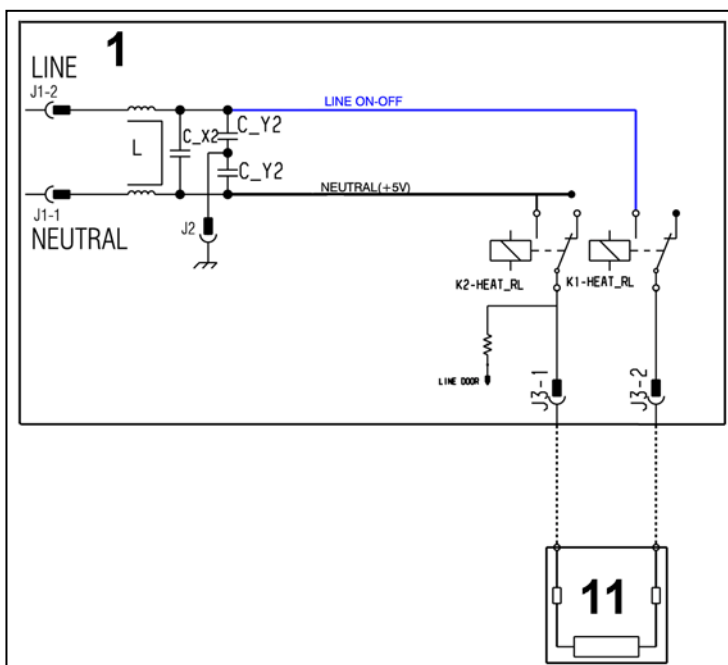 1
LINE
J1-2
LINE ON-OFF
C_X2
C_Y2
L
C_Y2
NEUTRAL(+5V)
J1-1
NEUTRAL
J2
K2-HEAT_RL
K1-HEAT_RL
LINE DOOR
J3-1
J3-2
11